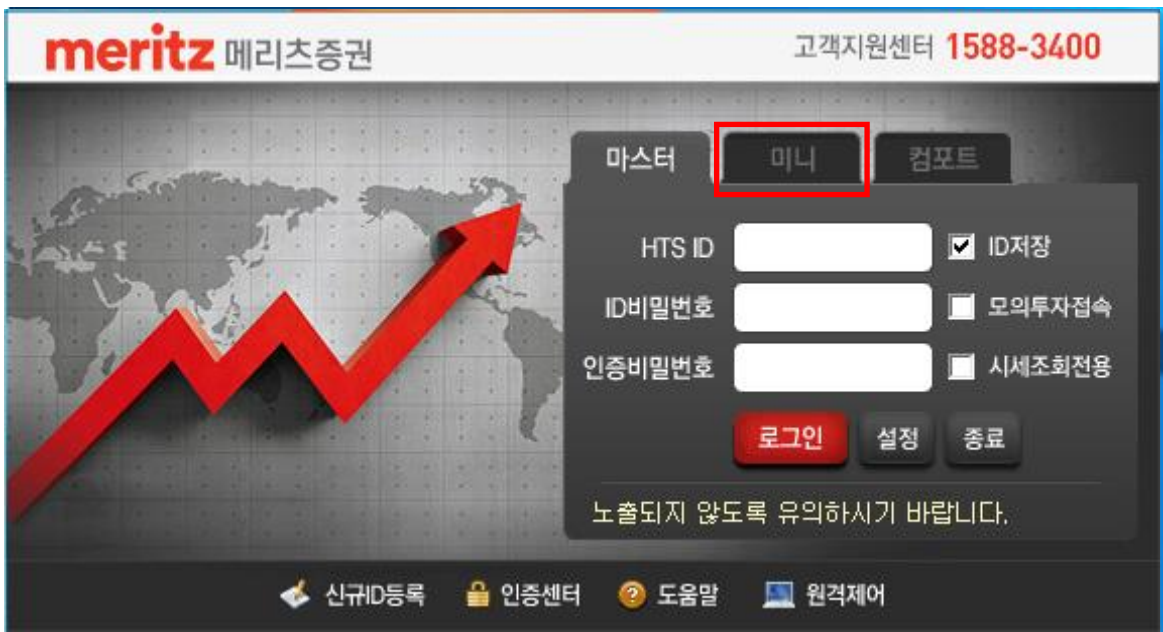 meritz 메리츠증권
고객지원센터 1588-3400
마스터 미니 컴포트
HTS ID ID저장
ID비밀번호 모의투자접속
인증비밀번호 시세조회전용
로그인 설정 종료
노출되지 않도록 유의하시기 바랍니다.
신규ID등록 인증센터 도움말 원격제어